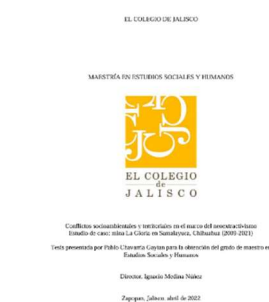 EL COLEGIO DE JALISCO
MAESTRÍA EN ESTUDIOS SOCIALES Y HUMANOS
EL COLEGIO
de
JALISCO
Conflictos socioambientales y territoriales en el marco del neoextractivismo
Estudio de caso: mina La Gloria en Samalayuca, Chihuahua (2001-2021)
Tesis presentada por Pablo Chavarría Gaytan para la obtención del grado de maestro en
Estudios Sociales y Humanos
Director, Ignacio Medina Núñez
Zapopan, Jalisco, abril de 2022